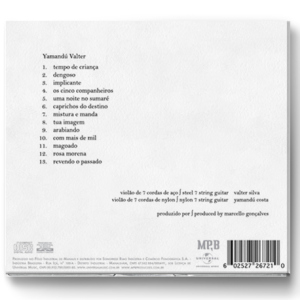 Yamandú Valter
1. tempo de criança
2. dengoso
3. implicante
4. os cinco companheiros
5. uma noite no sumaré
6. caprichos do destino
7. mistura e manda
8. tua imagem
9. arabiando
10. com mais de mil
11. magoado
12. rosa morena
13. revendo o passado
violão de 7 cordas de aço ∫ steel 7 string guitar valter silva
violão de 7 cordas de nylon ∫ nylon 7 string guitar yamandú costa
produzido por ∫ produced by marcello gonçalves
MP,B
UNIVERSAL
6 02527 26721 0